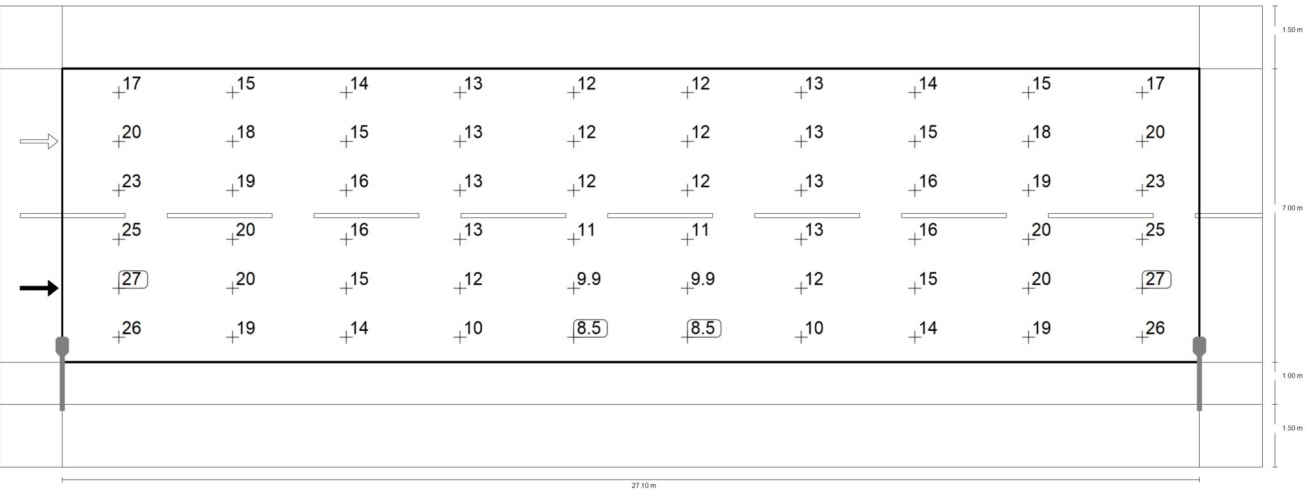 1.50 m
17 15 14 13 12 12 13 14 15 17
20 18 15 13 12 12 13 15 18 20
23 19 16 13 12 12 13 16 19 23
7.00 m
25 20 16 13 11 11 13 16 20 25
27 20 15 12 9.9 9.9 12 15 20 27
26 19 14 10 8.5 8.5 10 14 19 26
1.00 m
1.50 m
27.10 m